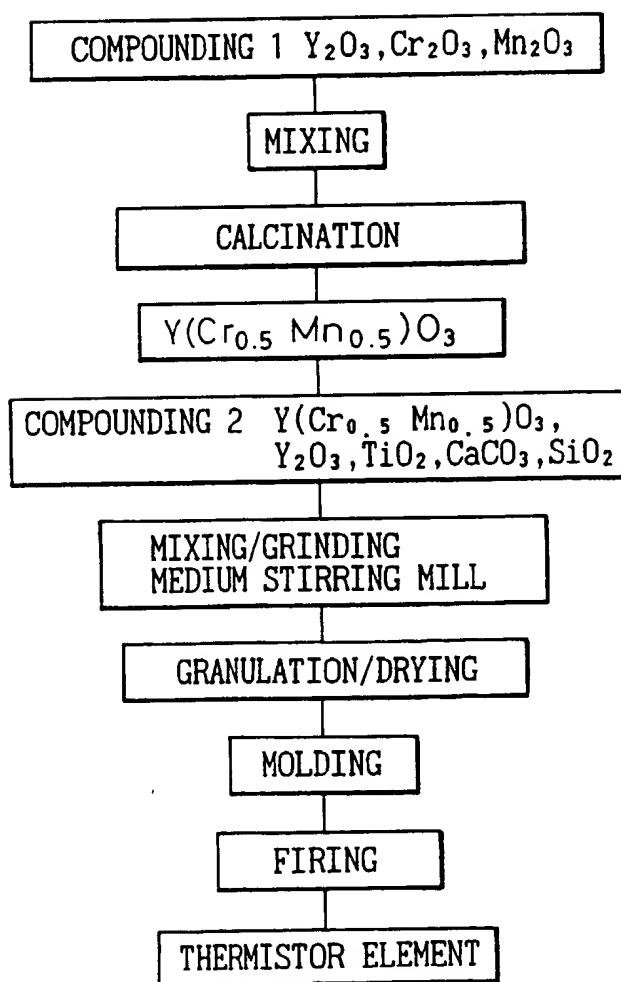 COMPOUNDING 1 Y₂O₃,Cr₂O₃,Mn₂O₃
MIXING
CALCINATION
Y(Cr₀.₅ Mn₀.₅)O₃
COMPOUNDING 2 Y(Cr₀.₅ Mn₀.₅)O₃,
Y₂O₃,TiO₂,CaCO₃,SiO₂
MIXING/GRINDING
MEDIUM STIRRING MILL
GRANULATION/DRYING
MOLDING
FIRING
THERMISTOR ELEMENT